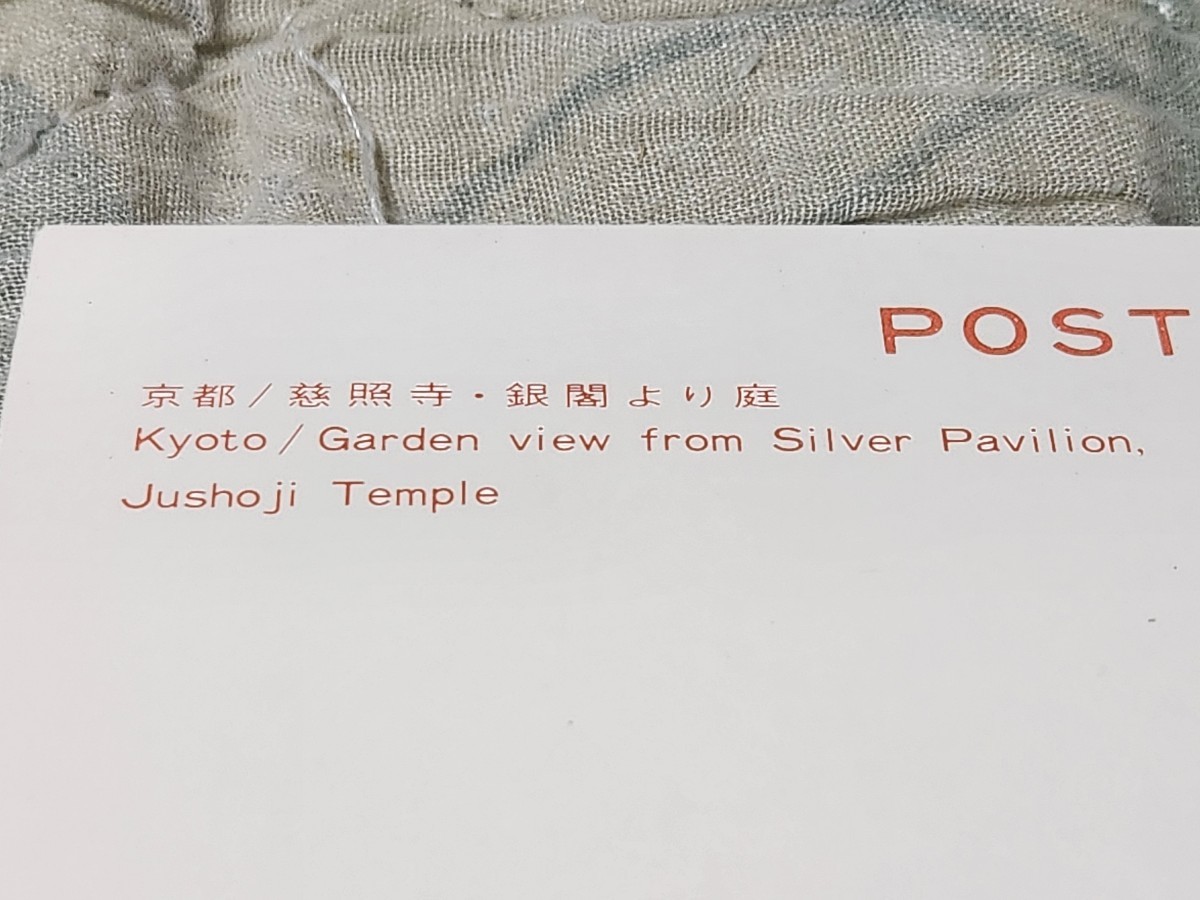 POST
京都/慈照寺・銀閣より庭
Kyoto/Garden view from Silver Pavilion,
Jushoji Temple